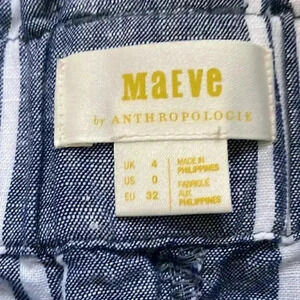 MAEVE
by ANTHROPOLOGIE
UK 4
US 0
EU 32
MADE IN
PHILIPPINES
FABRIQUÉ
AUX
PHILIPPINES